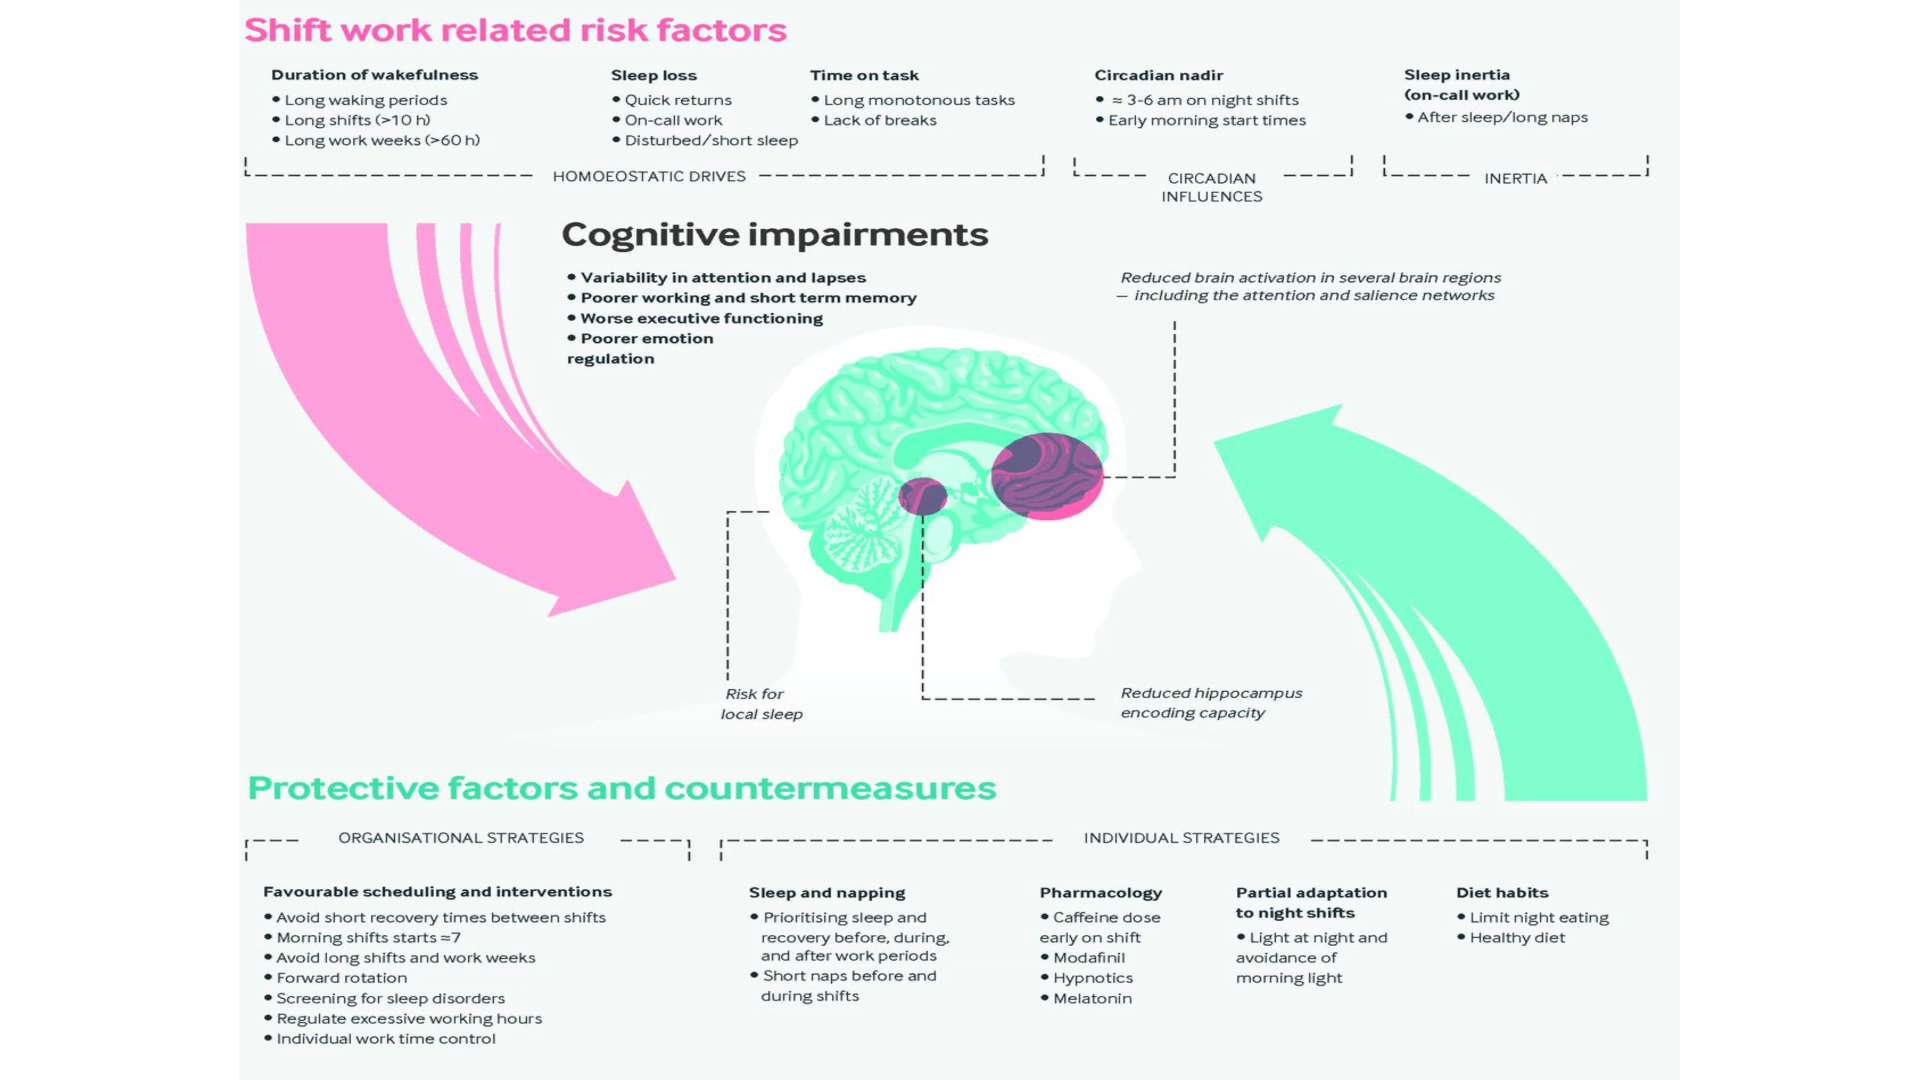 Shift work related risk factors
Duration of wakefulness
• Long waking periods
• Long shifts (>10 h)
• Long work weeks (>60 h)
Sleep loss
• Quick returns
• On-call work
• Disturbed/short sleep
Time on task
• Long monotonous tasks
• Lack of breaks
Circadian nadir
• ≈ 3-6 am on night shifts
• Early morning start times
Sleep inertia
(on-call work)
• After sleep/long naps
HOMOEOSTATIC DRIVES
CIRCADIAN
INFLUENCES
INERTIA
Cognitive impairments
• Variability in attention and lapses
• Poorer working and short term memory
• Worse executive functioning
• Poorer emotion
regulation
Reduced brain activation in several brain regions
– including the attention and salience networks
Risk for
local sleep
Reduced hippocampus
encoding capacity
Protective factors and countermeasures
ORGANISATIONAL STRATEGIES
INDIVIDUAL STRATEGIES
Favourable scheduling and interventions
• Avoid short recovery times between shifts
• Morning shifts starts ≈7
• Avoid long shifts and work weeks
• Forward rotation
• Screening for sleep disorders
• Regulate excessive working hours
• Individual work time control
Sleep and napping
• Prioritising sleep and
recovery before, during,
and after work periods
• Short naps before and
during shifts
Pharmacology
• Caffeine dose
early on shift
• Modafinil
• Hypnotics
• Melatonin
Partial adaptation
to night shifts
• Light at night and
avoidance of
morning light
Diet habits
• Limit night eating
• Healthy diet